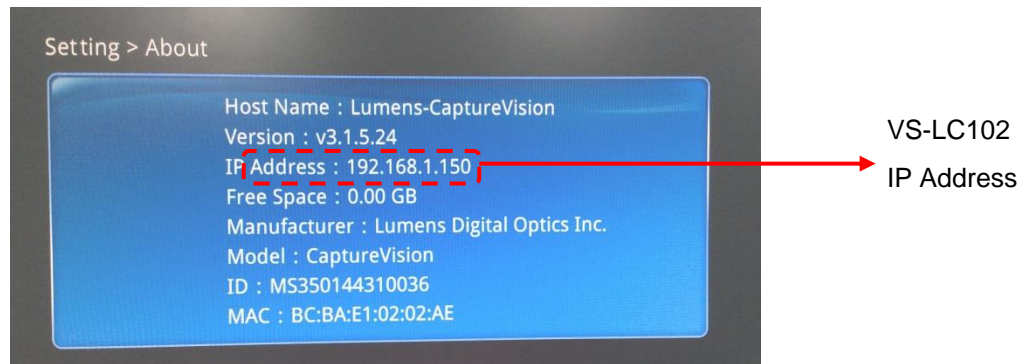 Setting > About
Host Name : Lumens-CaptureVision
Version : v3.1.5.24
IP Address : 192.168.1.150
Free Space : 0.00 GB
Manufacturer : Lumens Digital Optics Inc.
Model : CaptureVision
ID : MS350144310036
MAC : BC:BA:E1:02:02:AE
VS-LC102
IP Address